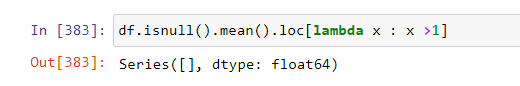 In [383]: df.isnull().mean().loc[lambda x : x >1]
Out[383]: Series([], dtype: float64)